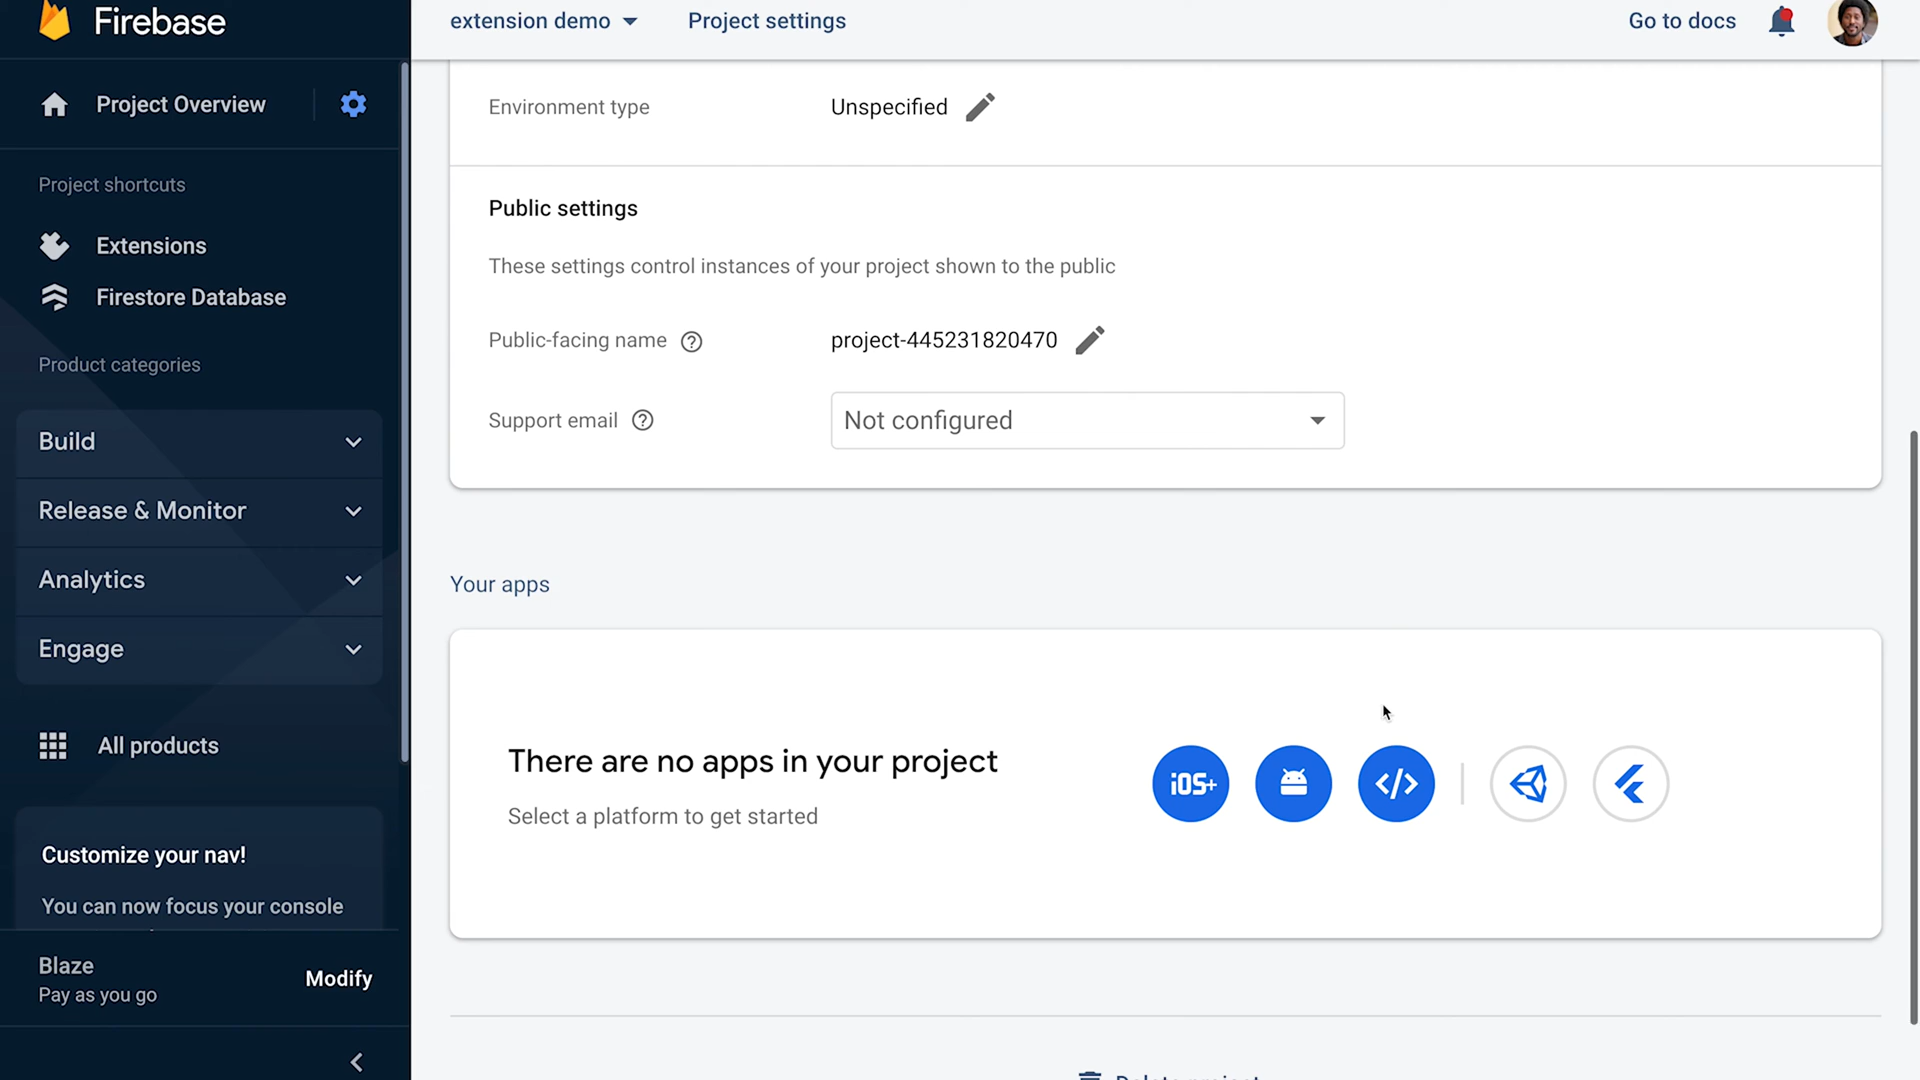 Firebase
extension demo
Project settings
Go to docs
Project Overview
Environment type
Unspecified
Project shortcuts
Extensions
Firestore Database
Product categories
Build
Release & Monitor
Analytics
Engage
All products
Customize your nav!
You can now focus your console
Blaze
Pay as you go
Modify
Public settings
These settings control instances of your project shown to the public
Public-facing name
project-445231820470
Support email
Not configured
Your apps
There are no apps in your project
Select a platform to get started
iOS+